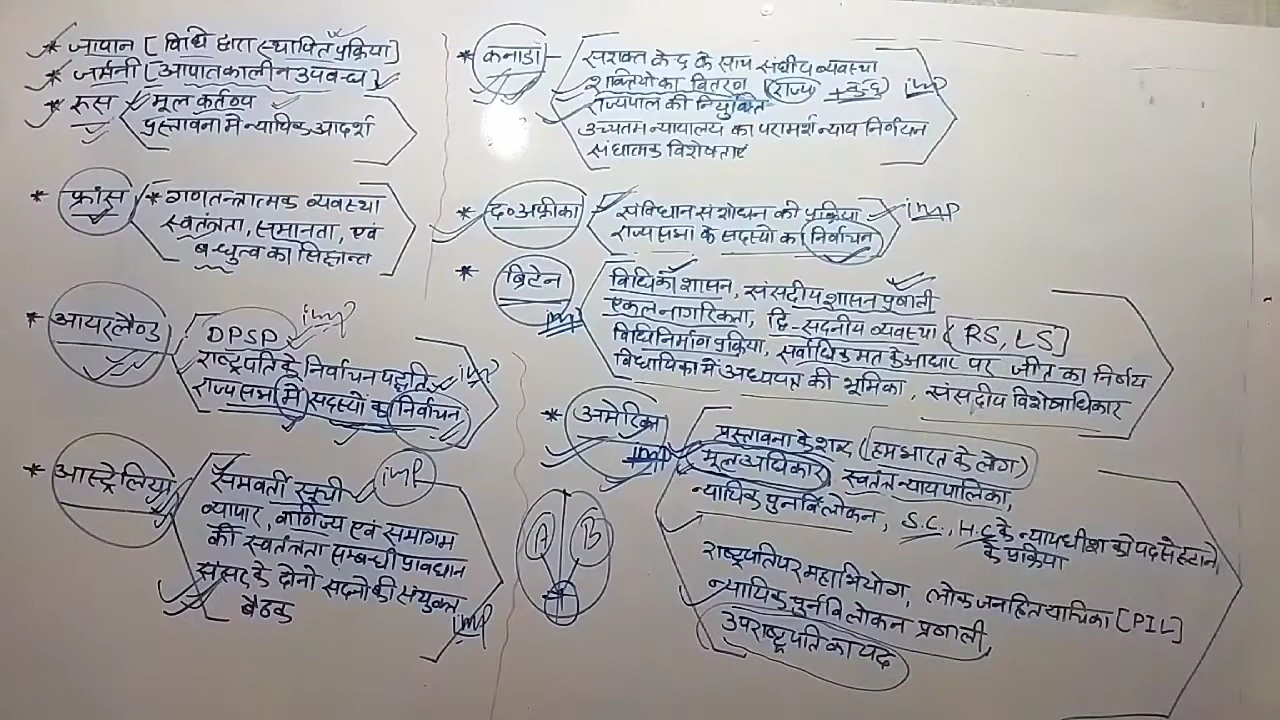 * जापान [ विधि द्वारा स्थापित प्रक्रिया]
* जर्मनी [आपातकालीन उपबन्ध]
* रूस मूल कर्तव्य
प्रस्तावना में न्यायिक आदर्श
* फ्रांस * गणतन्त्रात्मक व्यवस्था
स्वतंत्रता, समानता, एवं
बन्धुत्व का सिद्धान्त
* आयरलैण्ड DPSP imp
राष्ट्रपति के निर्वाचन पद्धति imp
राज्यसभा में सदस्यों का निर्वाचन
* आस्ट्रेलिया समवर्ती सूची imp
व्यापार, वाणिज्य एवं समागम
की स्वतंत्रता सम्बन्धी प्रावधान
संसद के दोनो सदनो की संयुक्त
बैठक imp
* कनाडा - सशक्त केन्द्र के साथ संघीय व्यवस्था
शक्तियो का वितरण (राज्य + केन्द्र) imp
राज्यपाल की नियुक्ति
उच्चतम न्यायालय का परामर्श न्याय निर्णयन
संघात्मक विशेषताएं
* द॰ अफ्रीका संविधान संशोधन की प्रक्रिया imp
राज्यसभा के सदस्यो का निर्वाचन
* ब्रिटेन विधि का शासन, संसदीय शासन प्रणाली
imp एकल नागरिकता, द्वि-सदनीय व्यवस्था [RS, LS]
विधि निर्माण प्रक्रिया, सर्वाधिक मत के आधार पर जीत का निर्णय
विधायिका में अध्यक्ष की भूमिका, संसदीय विशेषाधिकार
* अमेरिका प्रस्तावना के शब्द (हम भारत के लोग)
imp मूल अधिकार, स्वतंत्र न्यायपालिका,
न्यायिक पुनर्विलोकन, S.C., H.C के न्यायधीश को पद से हटाने
के प्रक्रिया
राष्ट्रपति पर महाभियोग, लोक जनहित याचिका [PIL]
न्यायिक पुर्नविलोकन प्रणाली,
उपराष्ट्रपति का पद
A B